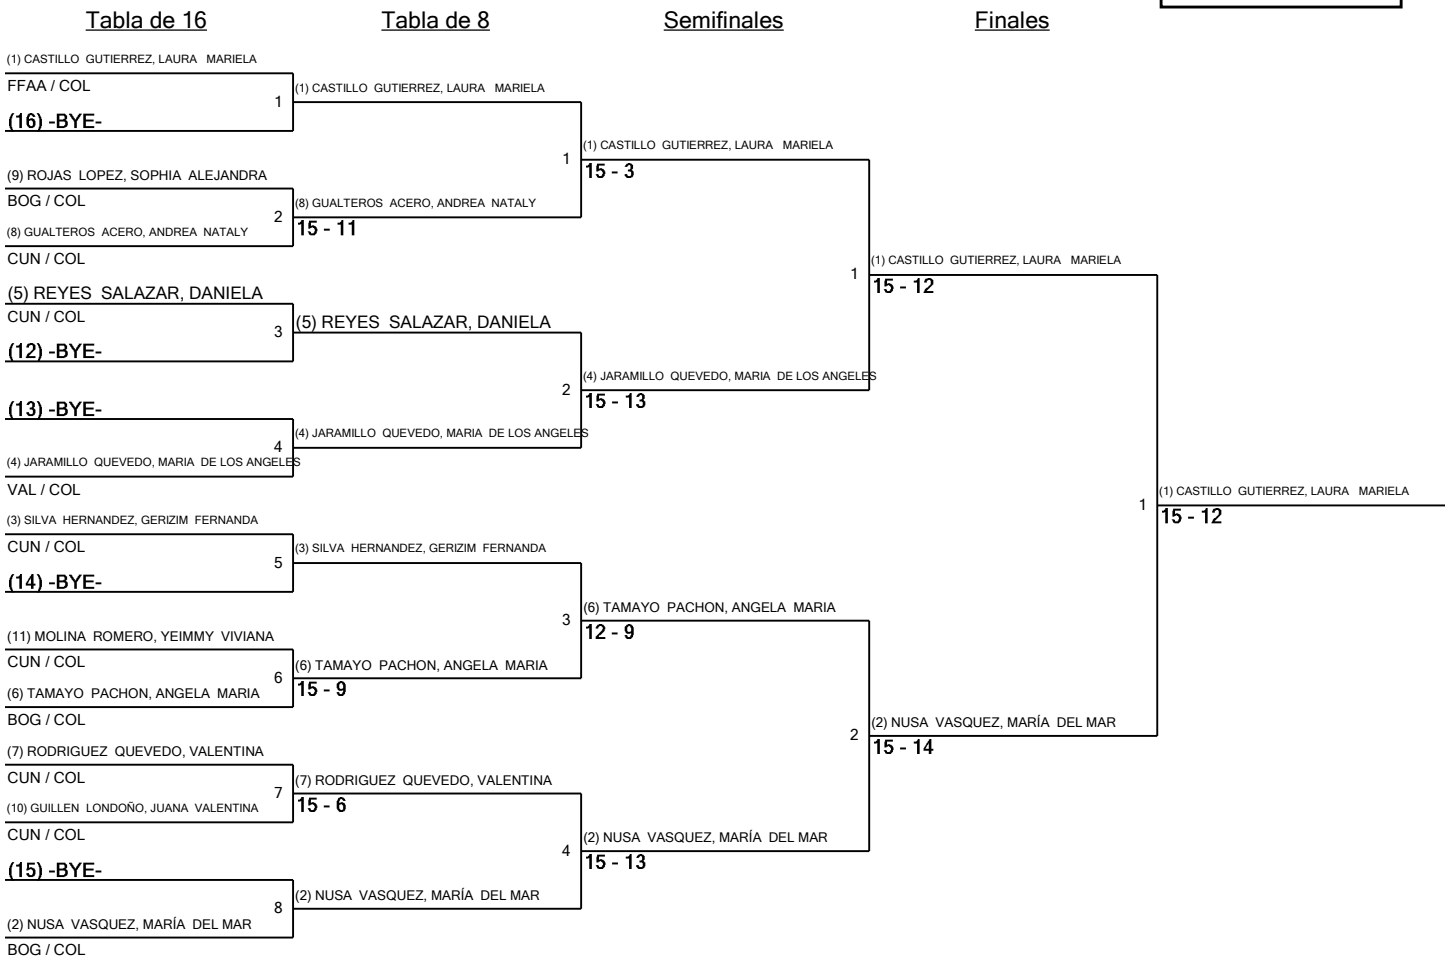 Tabla de 16
Tabla de 8
Semifinales
Finales
(1) CASTILLO GUTIERREZ, LAURA MARIELA
FFAA / COL
1
(16) -BYE-
(9) ROJAS LOPEZ, SOPHIA ALEJANDRA
BOG / COL
2
(8) GUALTEROS ACERO, ANDREA NATALY
CUN / COL
(5) REYES SALAZAR, DANIELA
CUN / COL
3
(12) -BYE-
(13) -BYE-
4
(4) JARAMILLO QUEVEDO, MARIA DE LOS ANGELES
VAL / COL
(3) SILVA HERNANDEZ, GERIZIM FERNANDA
CUN / COL
5
(14) -BYE-
(11) MOLINA ROMERO, YEIMMY VIVIANA
CUN / COL
6
(6) TAMAYO PACHON, ANGELA MARIA
BOG / COL
(7) RODRIGUEZ QUEVEDO, VALENTINA
CUN / COL
7
(10) GUILLEN LONDOÑO, JUANA VALENTINA
CUN / COL
(15) -BYE-
8
(2) NUSA VASQUEZ, MARÍA DEL MAR
BOG / COL
(1) CASTILLO GUTIERREZ, LAURA MARIELA
1
(8) GUALTEROS ACERO, ANDREA NATALY
15 - 11
(5) REYES SALAZAR, DANIELA
2
(4) JARAMILLO QUEVEDO, MARIA DE LOS ANGELES
(3) SILVA HERNANDEZ, GERIZIM FERNANDA
3
(6) TAMAYO PACHON, ANGELA MARIA
15 - 9
(7) RODRIGUEZ QUEVEDO, VALENTINA
15 - 6
4
(2) NUSA VASQUEZ, MARÍA DEL MAR
(1) CASTILLO GUTIERREZ, LAURA MARIELA
15 - 3
1
(4) JARAMILLO QUEVEDO, MARIA DE LOS ANGELES
15 - 13
(6) TAMAYO PACHON, ANGELA MARIA
12 - 9
2
(2) NUSA VASQUEZ, MARÍA DEL MAR
15 - 13
(1) CASTILLO GUTIERREZ, LAURA MARIELA
15 - 12
1
(2) NUSA VASQUEZ, MARÍA DEL MAR
15 - 14
(1) CASTILLO GUTIERREZ, LAURA MARIELA
15 - 12